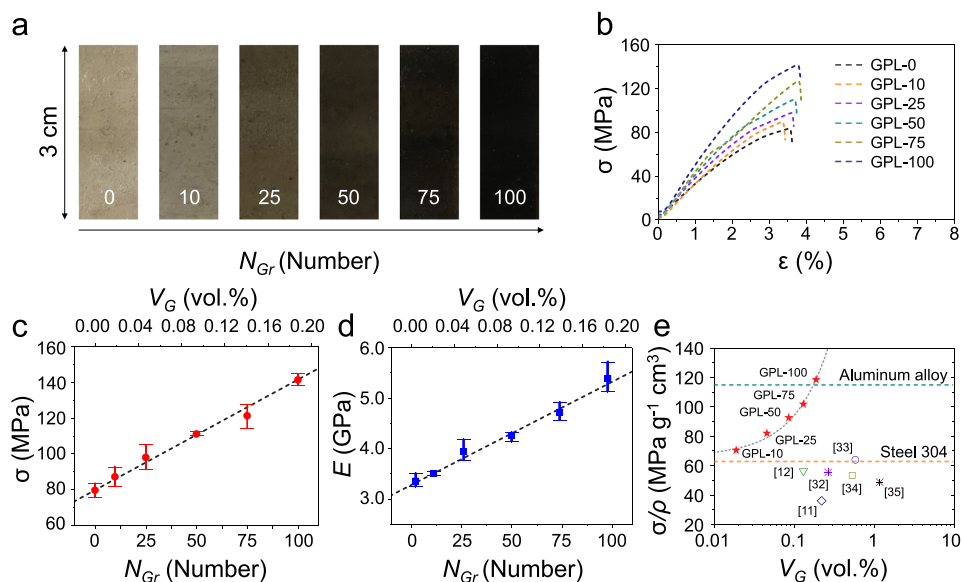 a
3 cm
0 10 25 50 75 100
N_Gr (Number)
b
σ (MPa)
160
120
80
40
0
0 1 2 3 4 5 6 7 8
ε (%)
GPL-0
GPL-10
GPL-25
GPL-50
GPL-75
GPL-100
c
V_G (vol.%)
0.00 0.04 0.08 0.12 0.16 0.20
σ (MPa)
160
140
120
100
80
60
0 25 50 75 100
N_Gr (Number)
d
V_G (vol.%)
0.00 0.04 0.08 0.12 0.16 0.20
E (GPa)
6.0
5.0
4.0
3.0
0 25 50 75 100
N_Gr (Number)
e
σ/ρ (MPa g⁻¹ cm³)
140
120
100
80
60
40
20
GPL-100
Aluminum alloy
GPL-75
GPL-50
GPL-25
GPL-10
[33]
Steel 304
[12]
[32]
[34]
[35]
[11]
0.01 0.1 1 10
V_G (vol.%)